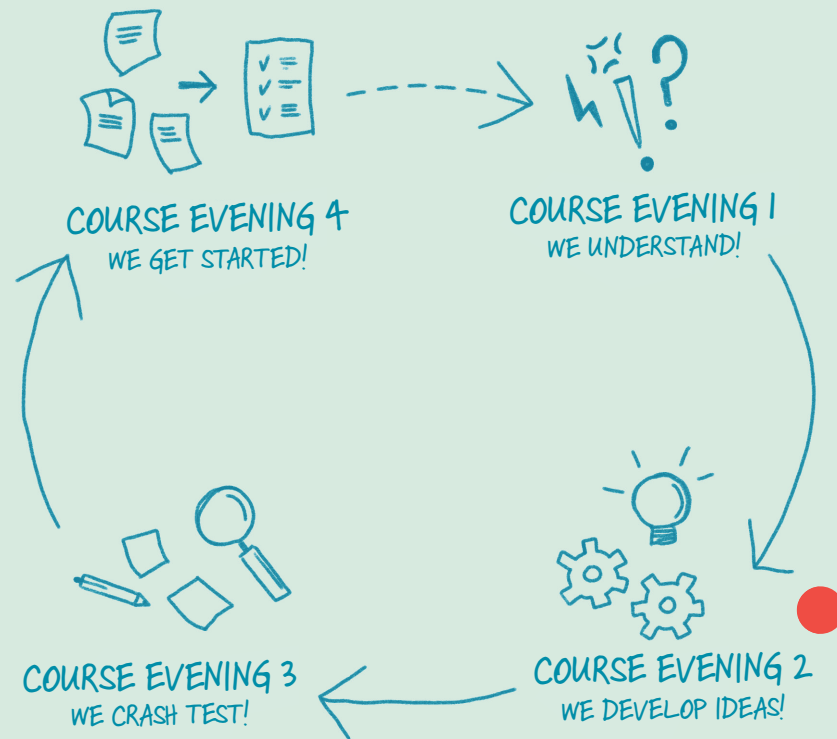 COURSE EVENING 4
WE GET STARTED!
COURSE EVENING 1
WE UNDERSTAND!
COURSE EVENING 3
WE CRASH TEST!
COURSE EVENING 2
WE DEVELOP IDEAS!